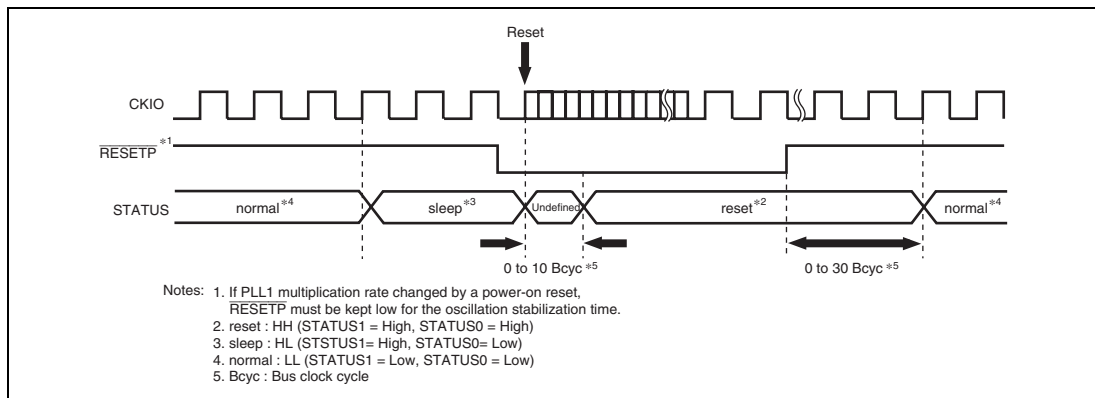 Reset
CKIO
RESETP *1
STATUS
normal*4
sleep*3
Undefined
reset*2
normal*4
0 to 10 Bcyc *5
0 to 30 Bcyc *5
Notes: 1. If PLL1 multiplication rate changed by a power-on reset,
RESETP must be kept low for the oscillation stabilization time.
2. reset : HH (STATUS1 = High, STATUS0 = High)
3. sleep : HL (STSTUS1= High, STATUS0= Low)
4. normal : LL (STATUS1 = Low, STATUS0 = Low)
5. Bcyc : Bus clock cycle